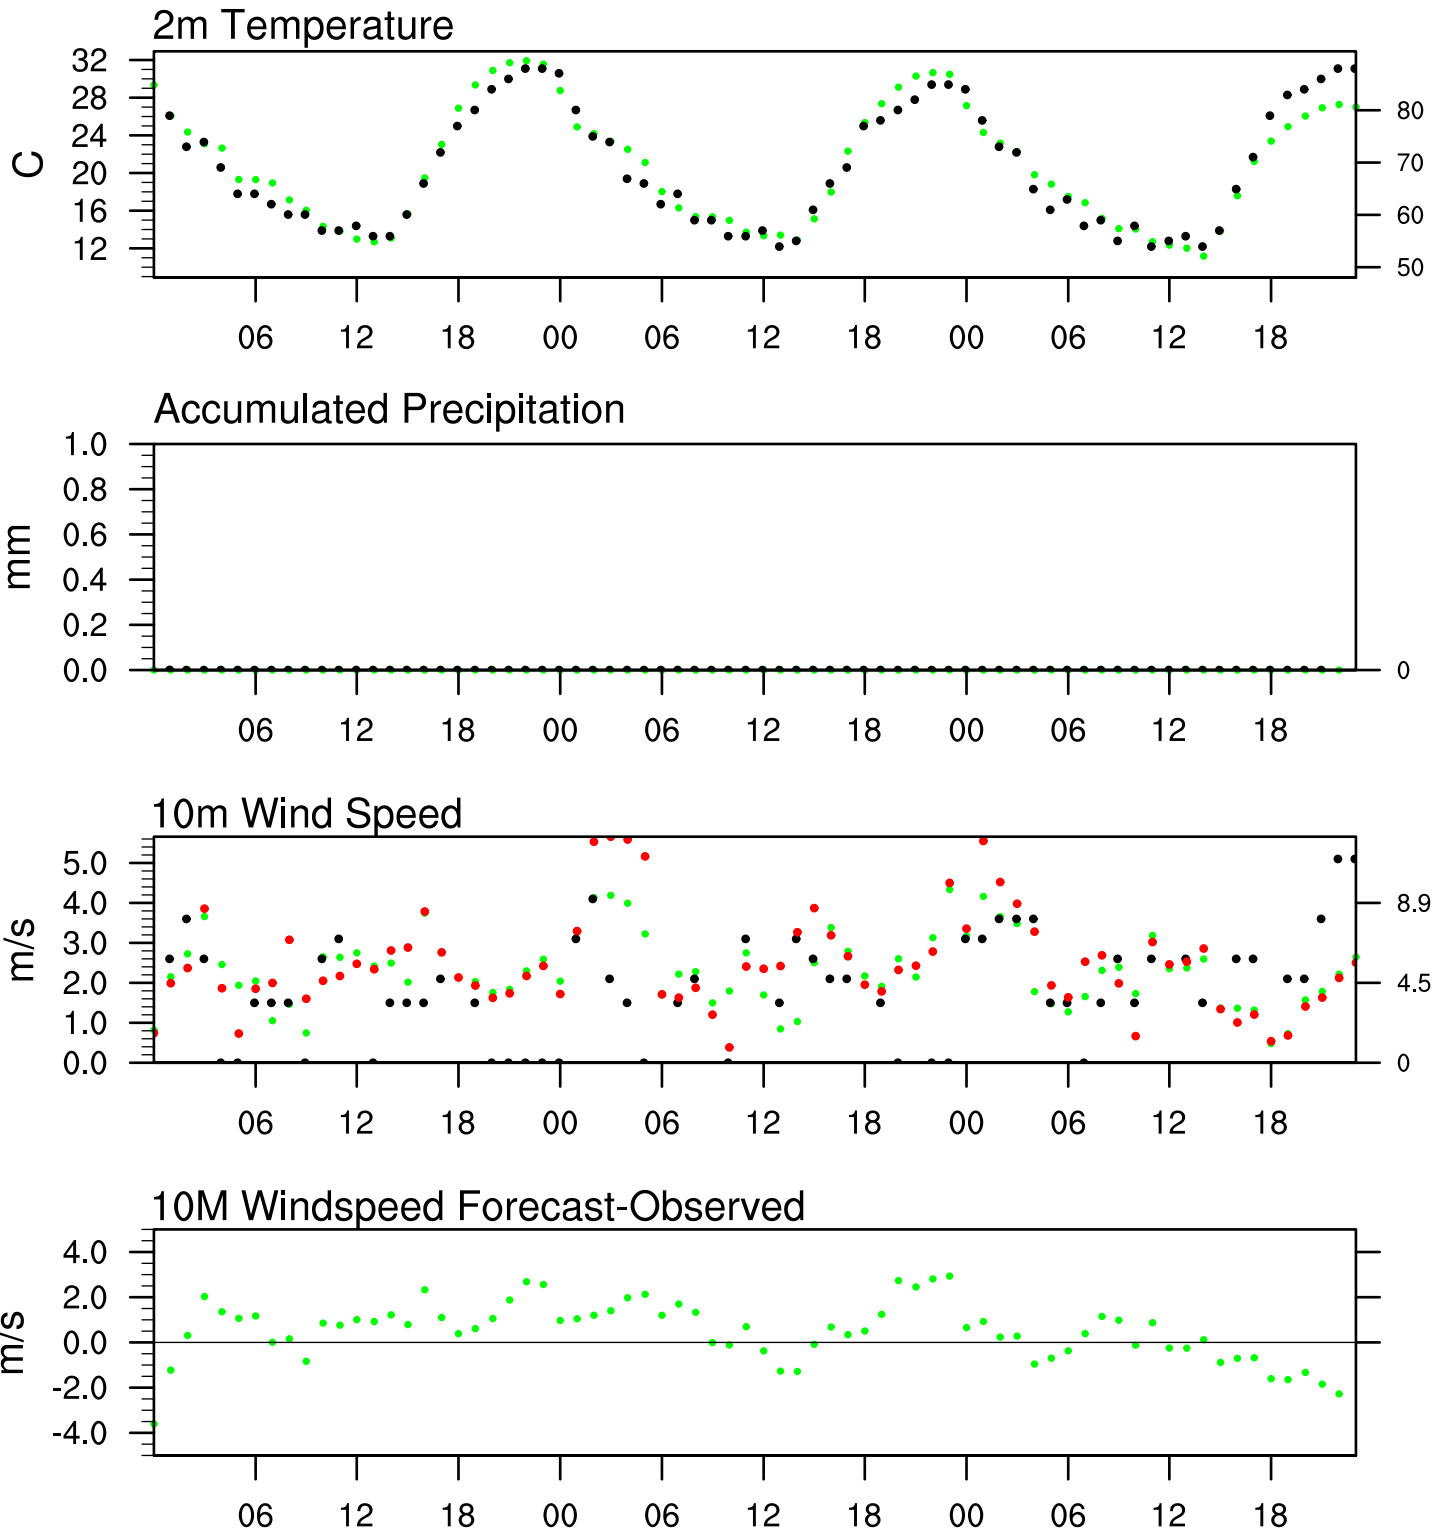 2m Temperature
32
28
24
20
16
12
C
80
70
60
50
06 12 18 00 06 12 18 00 06 12 18
Accumulated Precipitation
1.0
0.8
0.6
0.4
0.2
0.0
mm
0
06 12 18 00 06 12 18 00 06 12 18
10m Wind Speed
5.0
4.0
3.0
2.0
1.0
0.0
m/s
8.9
4.5
0
06 12 18 00 06 12 18 00 06 12 18
10M Windspeed Forecast-Observed
4.0
2.0
0.0
-2.0
-4.0
m/s
06 12 18 00 06 12 18 00 06 12 18